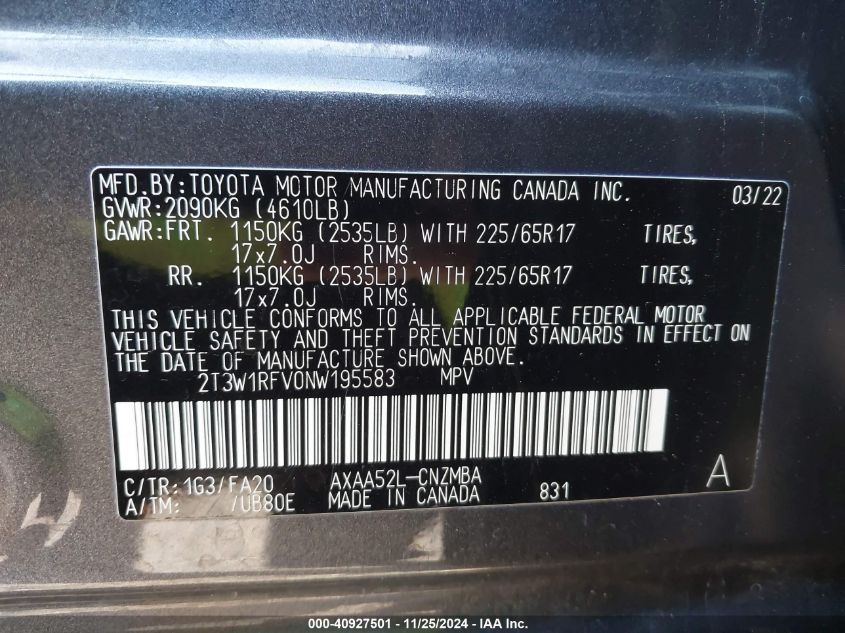 MFD.BY:TOYOTA MOTOR MANUFACTURING CANADA INC. 03/22
GVWR:2090KG (4610LB)
GAWR:FRT. 1150KG (2535LB) WITH 225/65R17 TIRES,
17x7.0J RIMS.
RR. 1150KG (2535LB) WITH 225/65R17 TIRES,
17x7.0J RIMS.
THIS VEHICLE CONFORMS TO ALL APPLICABLE FEDERAL MOTOR
VEHICLE SAFETY AND THEFT PREVENTION STANDARDS IN EFFECT ON
THE DATE OF MANUFACTURE SHOWN ABOVE.
2T3W1RFV0NW195583 MPV
C/TR:1G3/FA20 AXAA52L-CNZMBA A
A/TM: /UB80E MADE IN CANADA 831
4
000-40927501 - 11/25/2024 - IAA Inc.